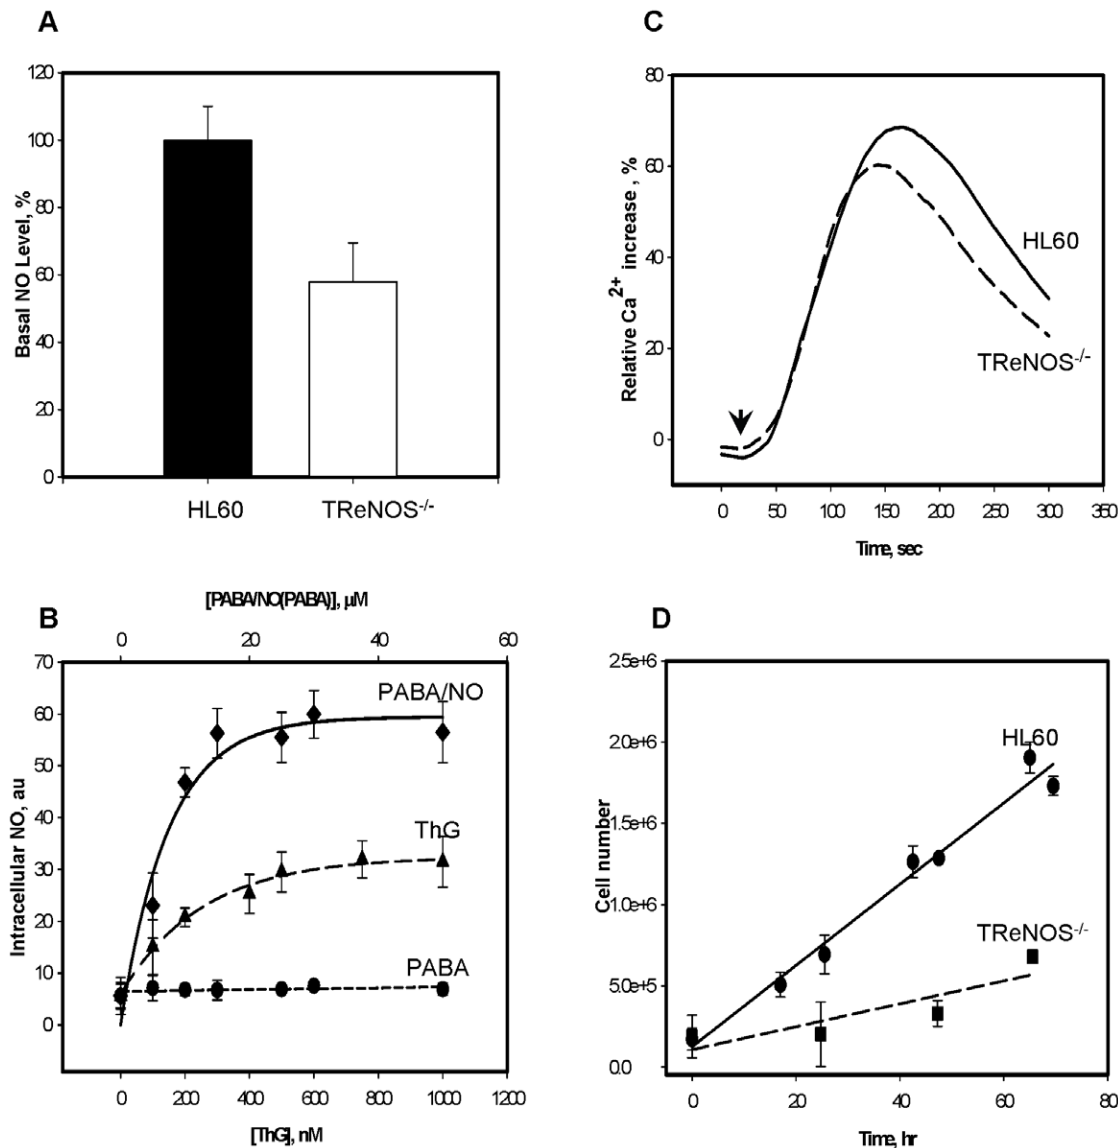 A
120
100
80
60
40
20
0
Basal NO Level, %
HL60
TReNOS-/-
C
80
60
40
20
0
Relative Ca2+ increase , %
HL60
TReNOS-/-
0
50
100
150
200
250
300
350
Time, sec
B
[PABA/NO(PABA)], μM
0
20
40
60
70
60
50
40
30
20
10
0
Intracellular NO, au
PABA/NO
ThG
PABA
0
200
400
600
800
1000
1200
[ThG], nM
D
2.5e+6
2.0e+6
1.5e+6
1.0e+6
5.0e+5
0.0
Cell number
HL60
TReNOS-/-
0
20
40
60
80
Time, hr